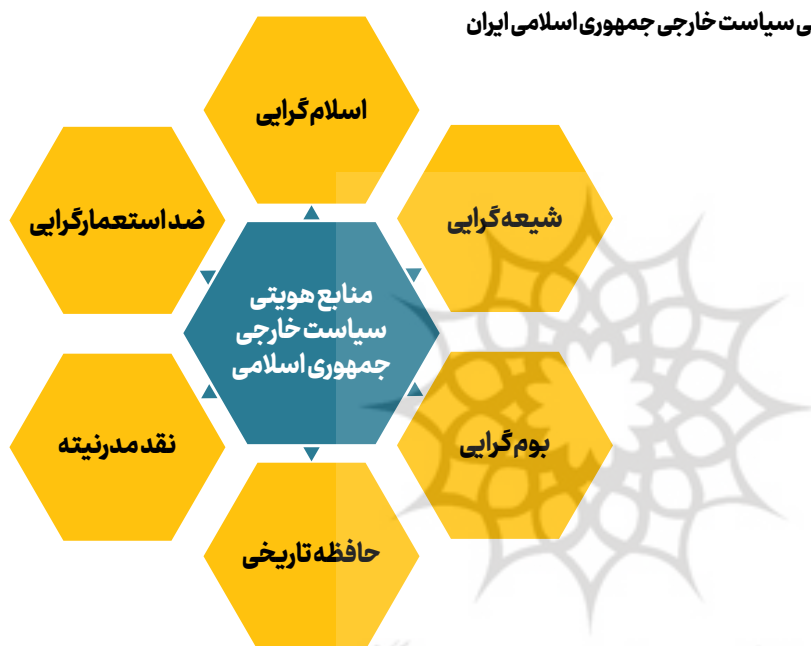 سیاست خارجی جمهوری اسلامی ایران
اسلام‌گرایی
شیعه‌گرایی
ضد استعمارگرایی
منابع هویتی
سیاست خارجی
جمهوری اسلامی
بوم‌گرایی
نقد مدرنیته
حافظه تاریخی